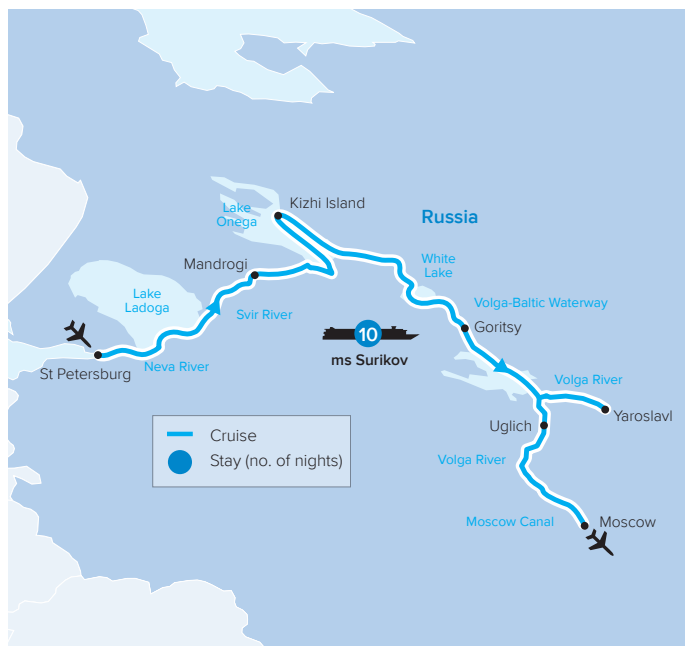 Kizhi Island
Lake
Onega
Russia
Mandrogi
White
Lake
Lake
Ladoga
Svir River
Volga-Baltic Waterway
Goritsy
10
ms Surikov
St Petersburg
Neva River
Volga River
Yaroslavl
Uglich
Cruise
Stay (no. of nights)
Volga River
Moscow Canal
Moscow